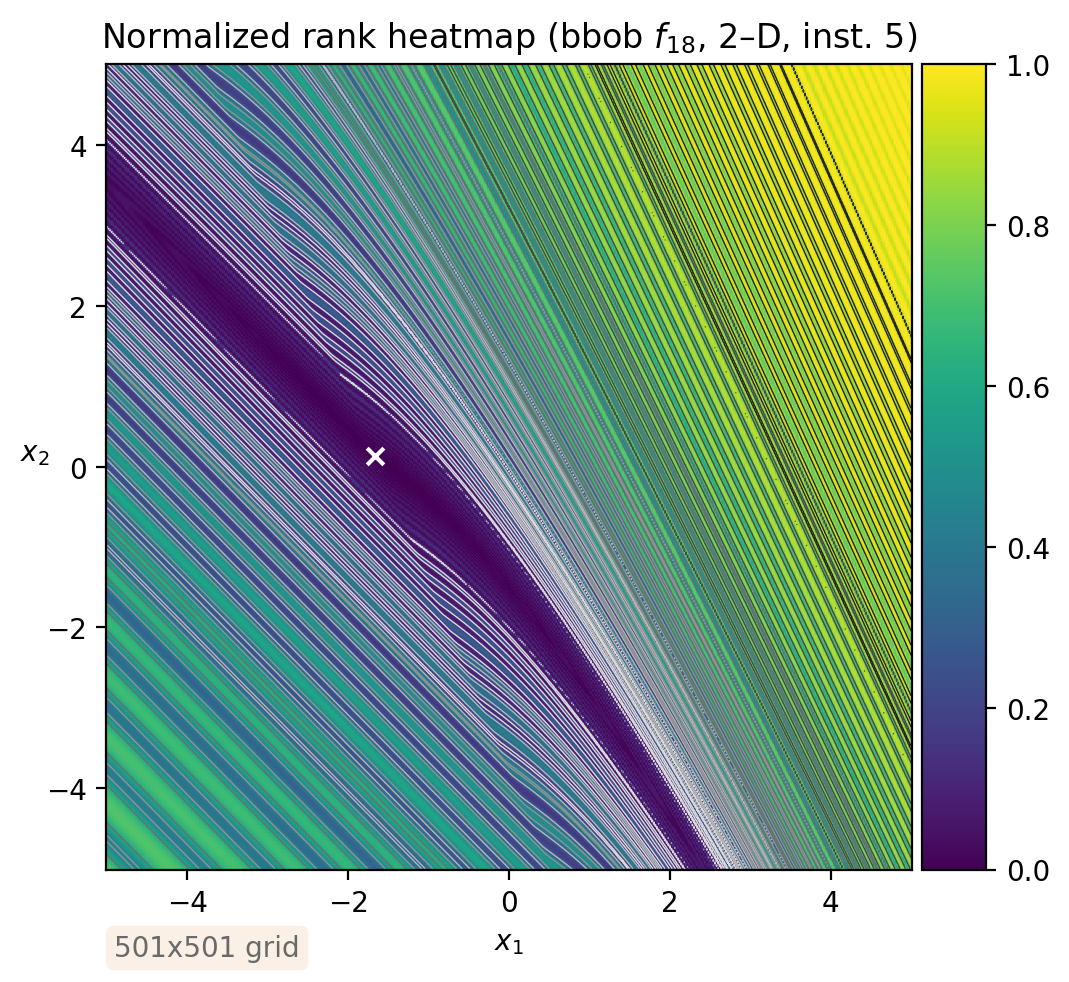 Normalized rank heatmap (bbob f₁₈, 2–D, inst. 5)
1.0
4
0.8
2
0.6
x₂
0
0.4
−2
0.2
−4
0.0
−4 −2 0 2 4
x₁
501x501 grid